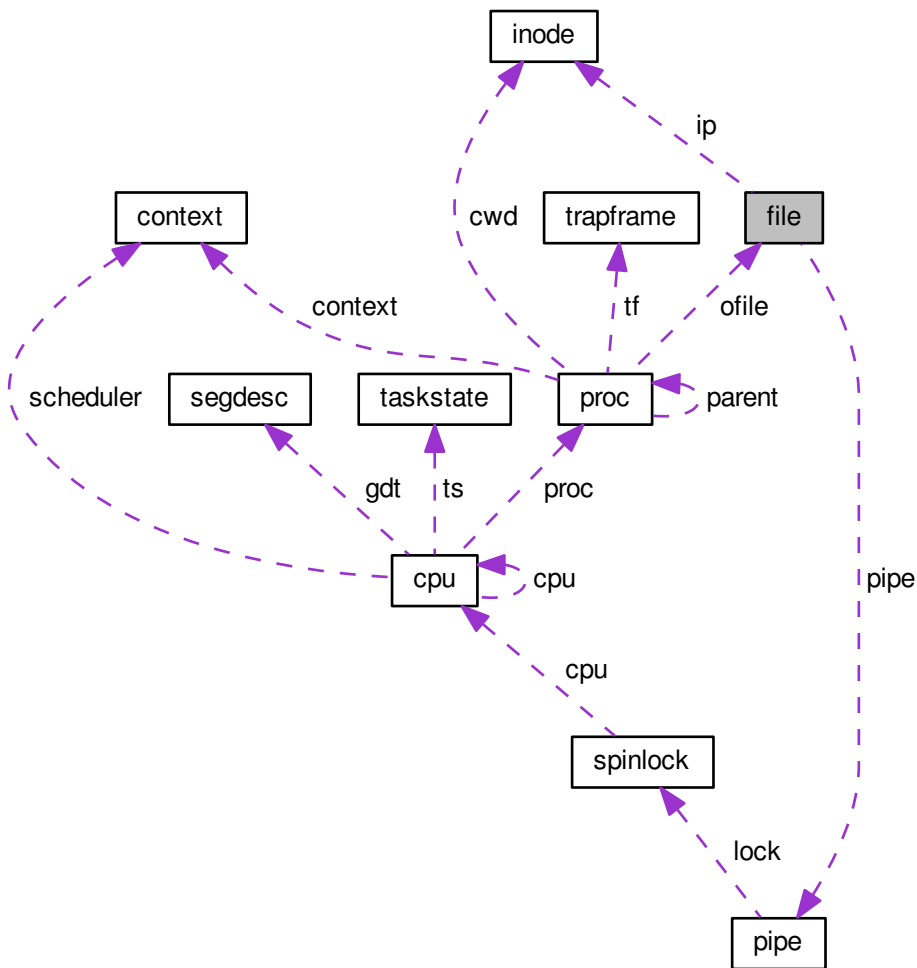 inode
ip
context
cwd
trapframe
file
context
tf
ofile
scheduler
segdesc
taskstate
proc
parent
gdt
ts
proc
cpu
cpu
pipe
cpu
spinlock
lock
pipe